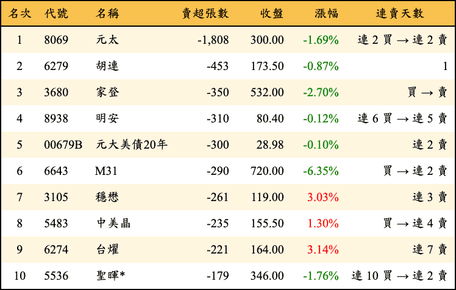 名次 代號 名稱 賣超張數 收盤 漲幅 連賣天數
1 8069 元太 -1,808 300.00 -1.69% 連 2 買 → 連 2 賣
2 6279 胡連 -453 173.50 -0.87% 1
3 3680 家登 -350 532.00 -2.70% 買 → 賣
4 8938 明安 -310 80.40 -0.12% 連 6 買 → 連 5 賣
5 00679B 元大美債20年 -300 28.98 -0.10% 連 2 賣
6 6643 M31 -290 720.00 -6.35% 買 → 連 2 賣
7 3105 穩懋 -261 119.00 3.03% 連 3 賣
8 5483 中美晶 -235 155.50 1.30% 買 → 連 4 賣
9 6274 台燿 -221 164.00 3.14% 連 7 賣
10 5536 聖暉* -179 346.00 -1.76% 連 10 買 → 連 2 賣